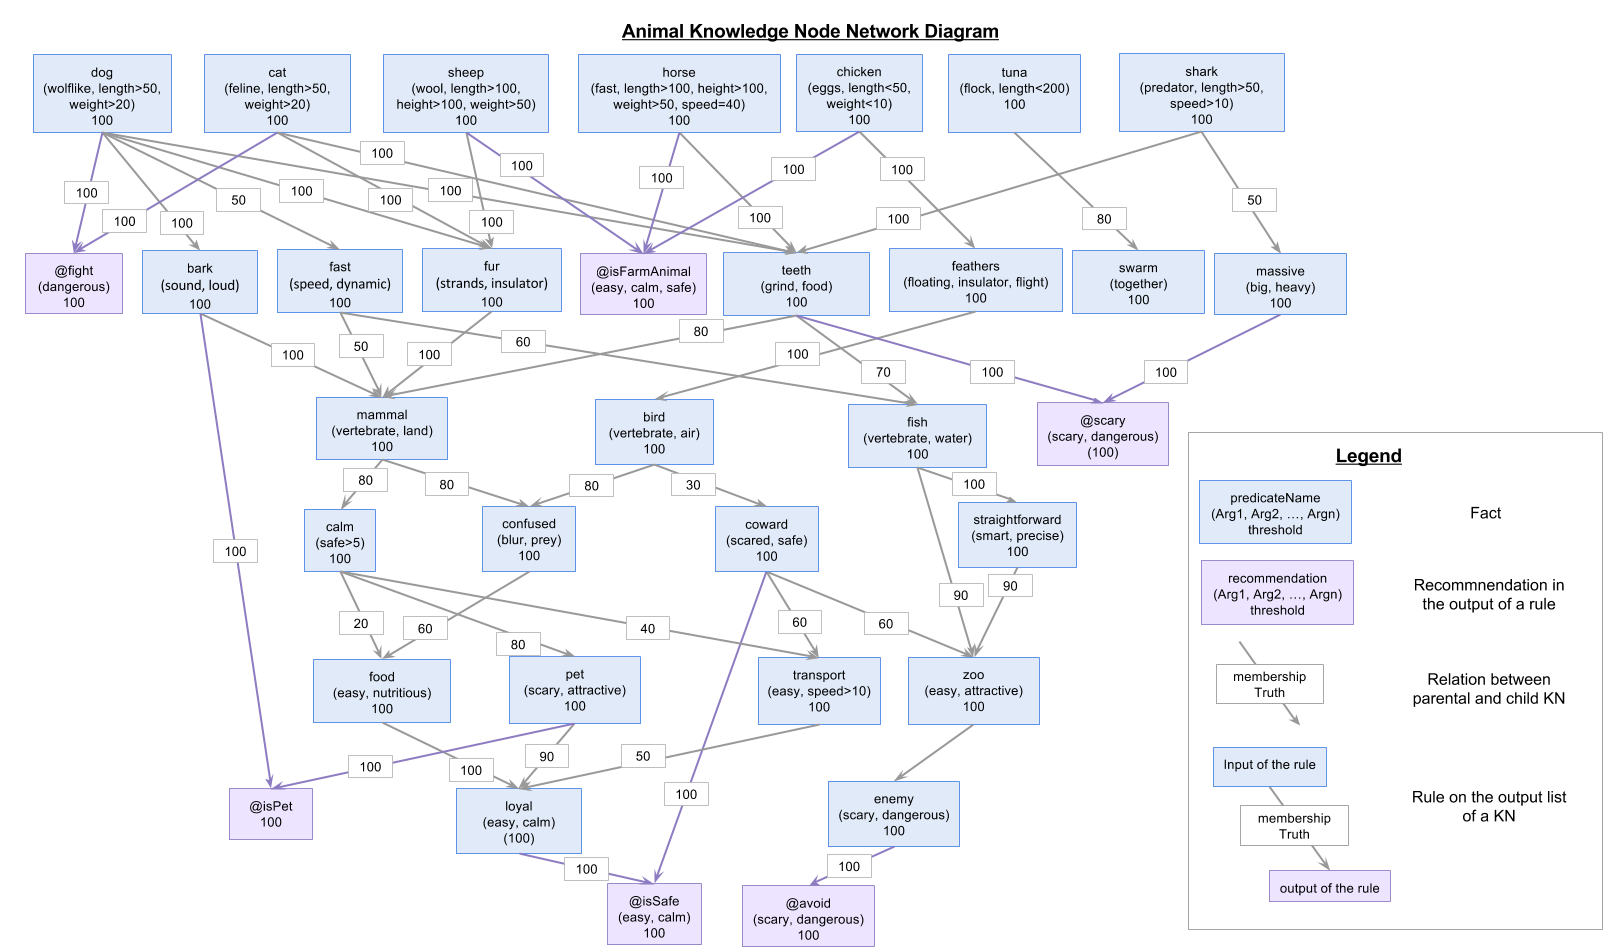 Animal Knowledge Node Network Diagram
dog
(wolflike, length>50,
weight>20)
100
cat
(feline, length>50,
weight>20)
100
sheep
(wool, length>100,
height>100, weight>50)
100
horse
(fast, length>100, height>100,
weight>50, speed=40)
100
chicken
(eggs, length<50,
weight<10)
100
tuna
(flock, length<200)
100
shark
(predator, length>50,
speed>10)
100
100
100
100
100
100
50
100
100
100
50
100
100
100
100
100
100
80
@fight
(dangerous)
100
bark
(sound, loud)
100
fast
(speed, dynamic)
100
fur
(strands, insulator)
100
@isFarmAnimal
(easy, calm, safe)
100
teeth
(grind, food)
100
feathers
(floating, insulator, flight)
100
swarm
(together)
100
massive
(big, heavy)
100
100
50
100
60
80
100
70
100
100
mammal
(vertebrate, land)
100
bird
(vertebrate, air)
100
fish
(vertebrate, water)
100
@scary
(scary, dangerous)
(100)
80
80
80
30
100
calm
(safe>5)
100
confused
(blur, prey)
100
coward
(scared, safe)
100
straightforward
(smart, precise)
100
100
20
60
80
40
60
60
90
90
food
(easy, nutritious)
100
pet
(scary, attractive)
100
transport
(easy, speed>10)
100
zoo
(easy, attractive)
100
100
100
90
50
100
@isPet
100
loyal
(easy, calm)
(100)
enemy
(scary, dangerous)
100
100
100
@isSafe
(easy, calm)
100
@avoid
(scary, dangerous)
100
Legend
predicateName
(Arg1, Arg2, …, Argn)
threshold
Fact
recommendation
(Arg1, Arg2, …, Argn)
threshold
Recommnendation in
the output of a rule
membership
Truth
Relation between
parental and child KN
Input of the rule
membership
Truth
output of the rule
Rule on the output list
of a KN